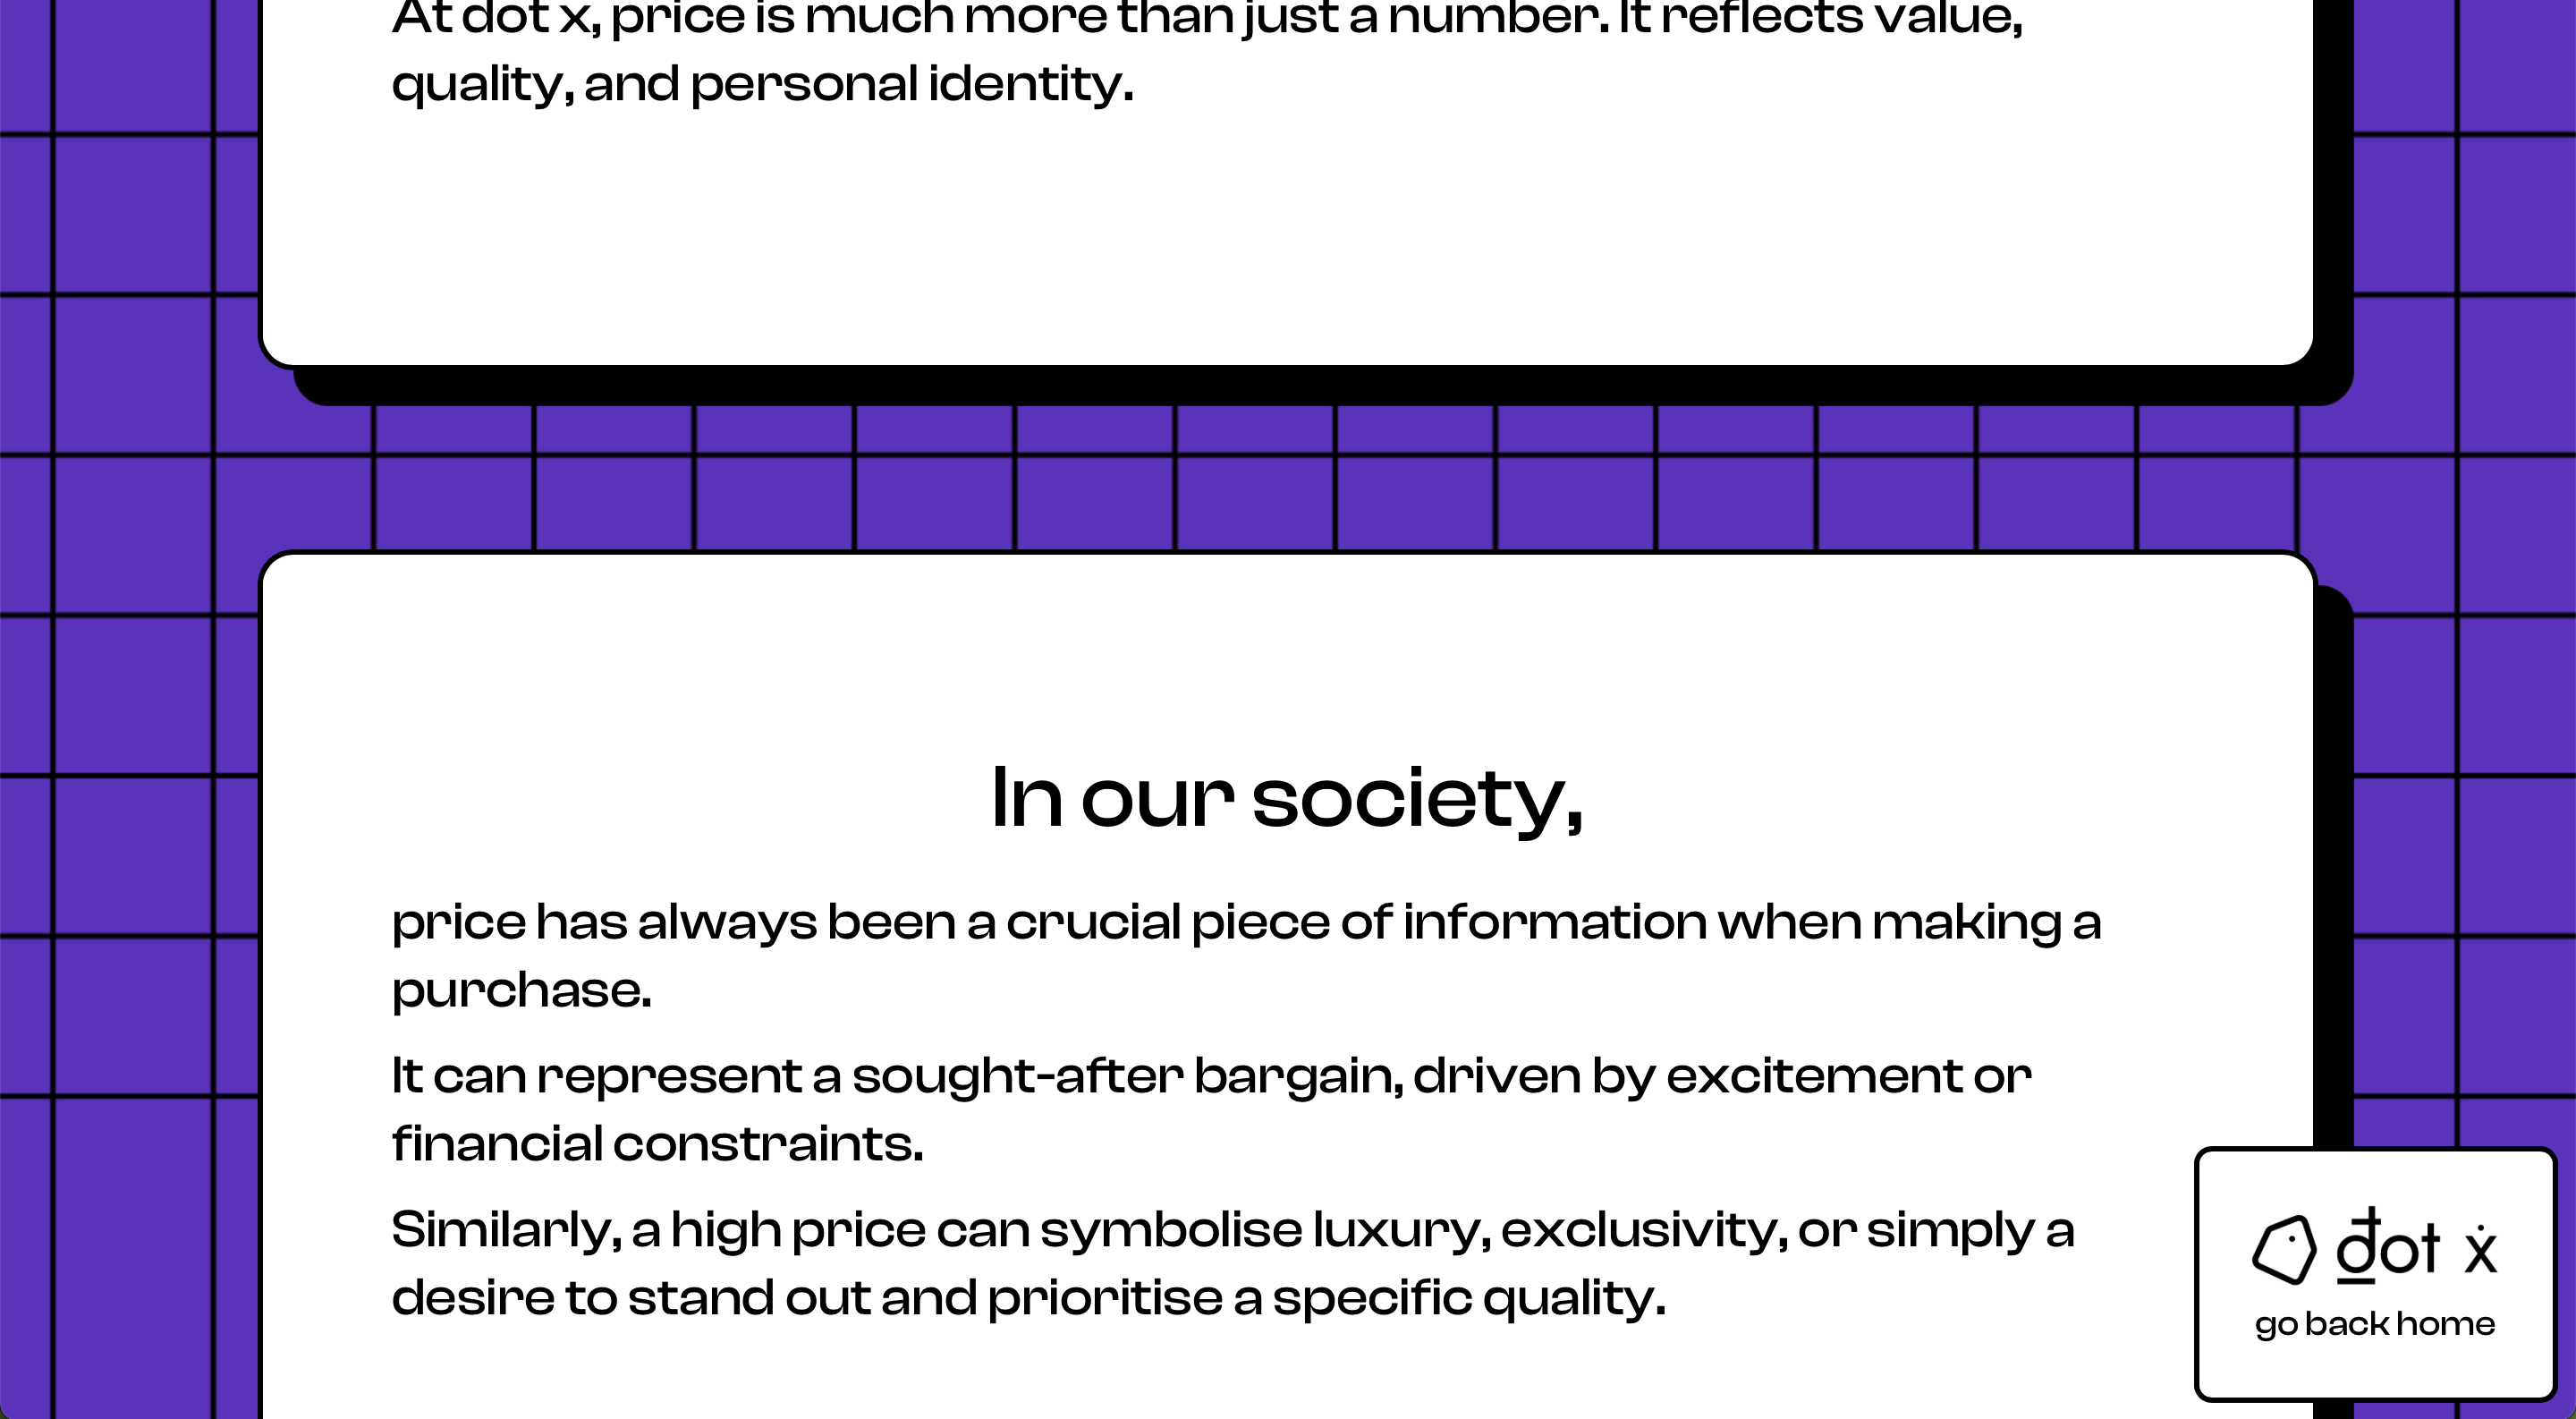 At dot x, price is much more than just a number. It reflects value,
quality, and personal identity.
In our society,
price has always been a crucial piece of information when making a
purchase.
It can represent a sought-after bargain, driven by excitement or
financial constraints.
Similarly, a high price can symbolise luxury, exclusivity, or simply a
desire to stand out and prioritise a specific quality.
dot ẋ
go back home